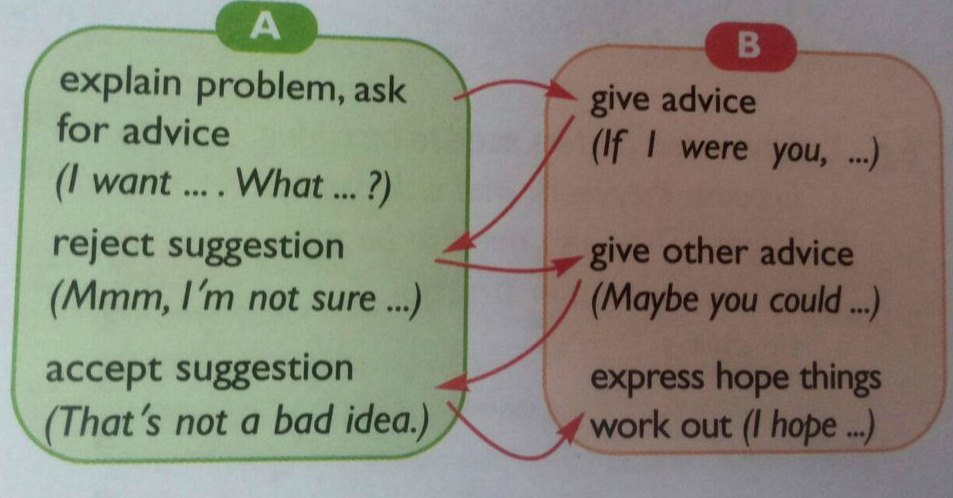 A
explain problem, ask
for advice
(I want ... . What ... ?)
reject suggestion
(Mmm, I'm not sure ...)
accept suggestion
(That's not a bad idea.)
B
give advice
(If I were you, ...)
give other advice
(Maybe you could ...)
express hope things
work out (I hope ...)